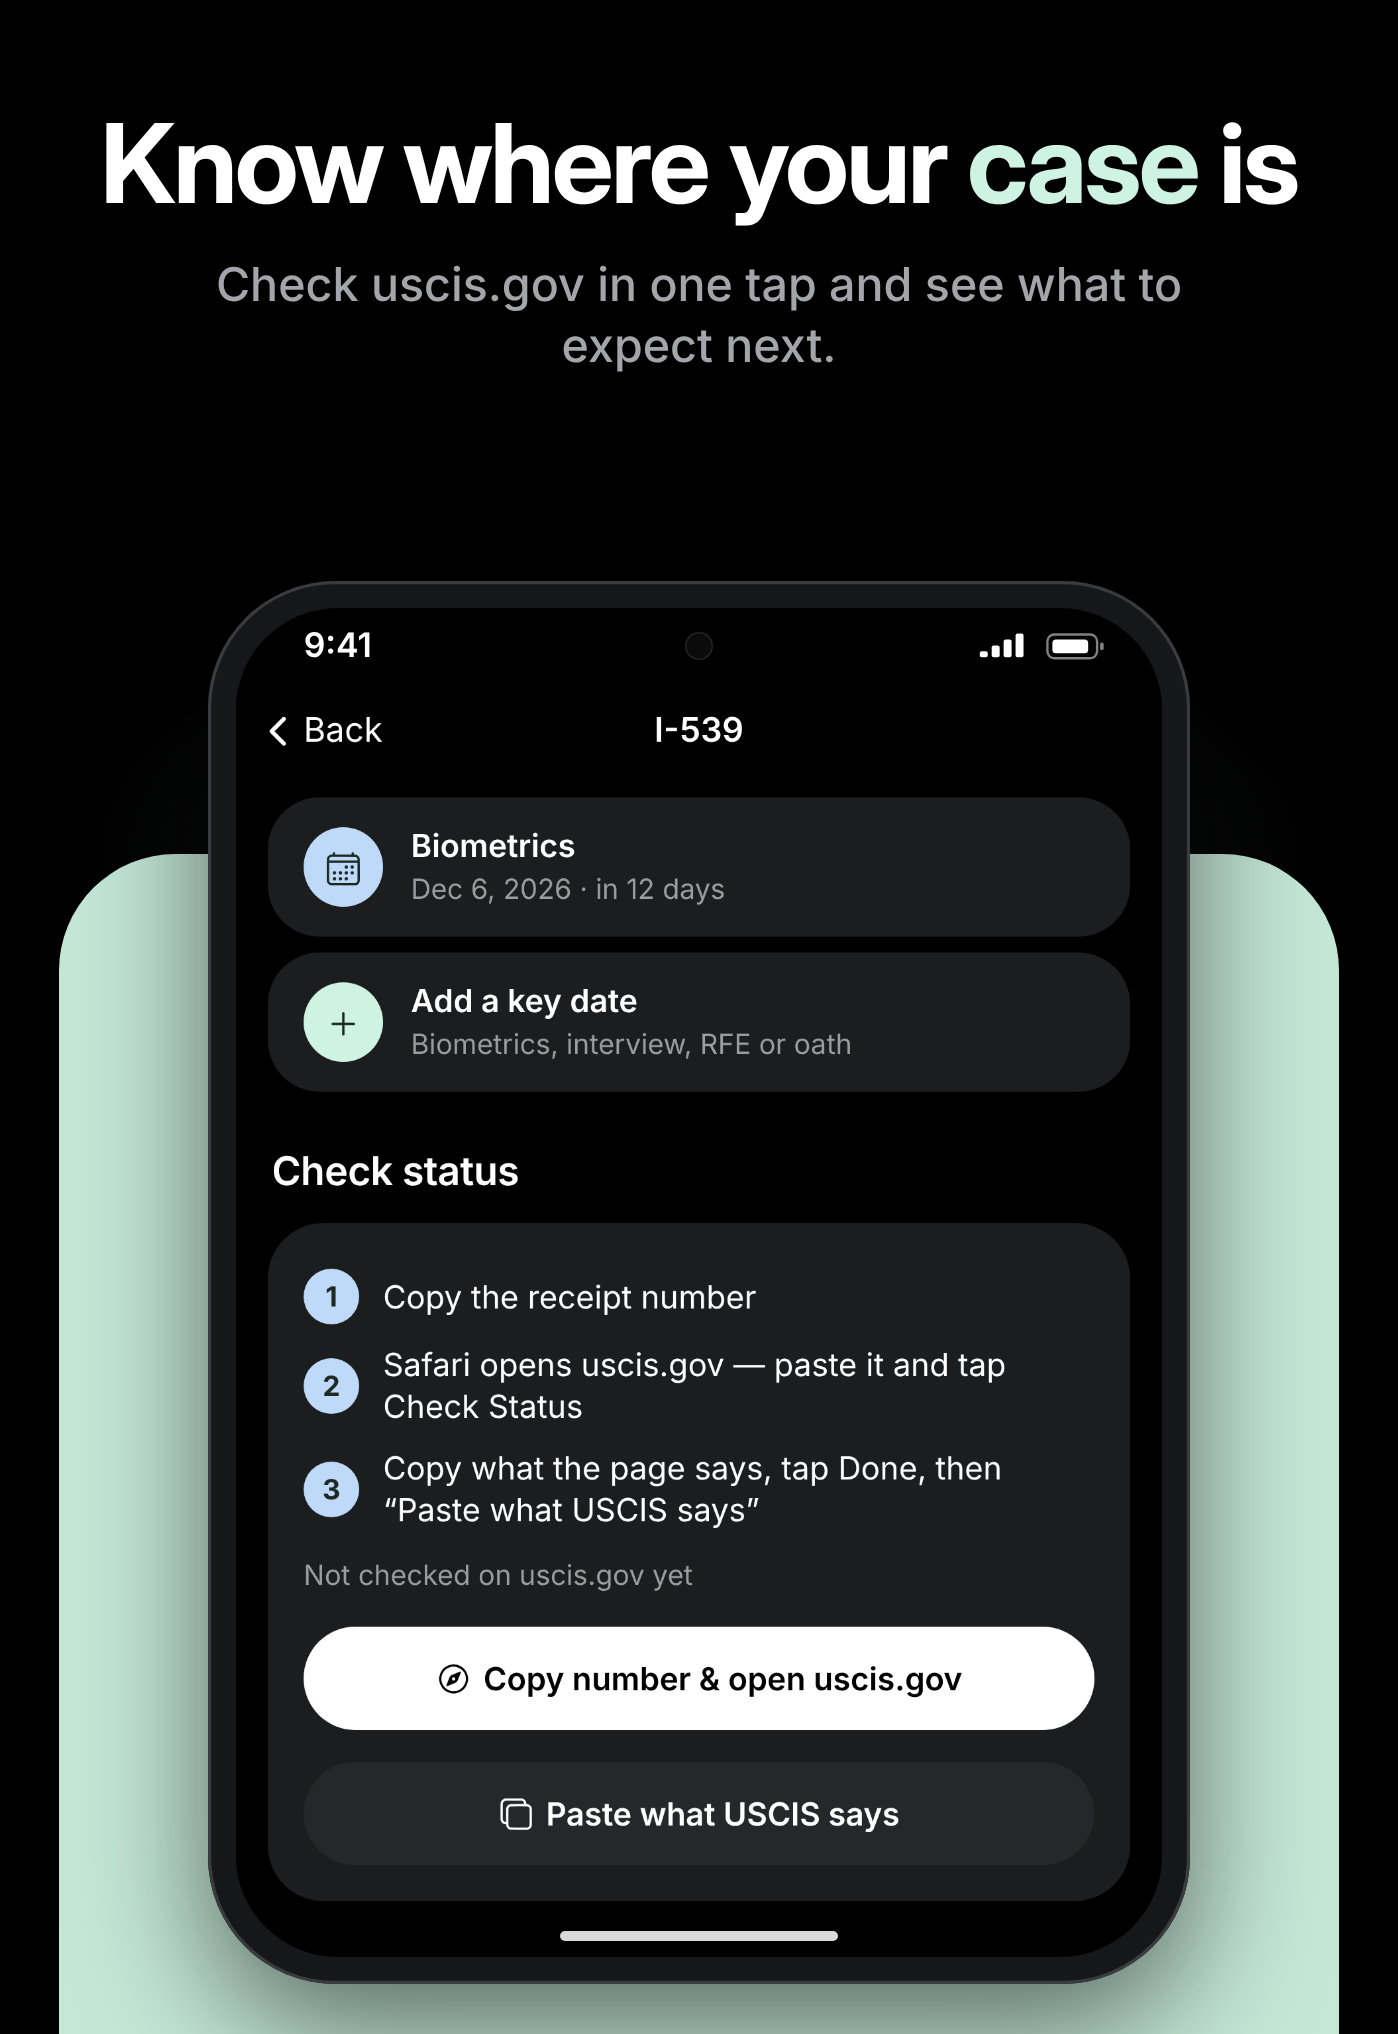 Know where your case is
Check uscis.gov in one tap and see what to
expect next.
9:41
Back
I-539
Biometrics
Dec 6, 2026 · in 12 days
Add a key date
Biometrics, interview, RFE or oath
Check status
1 Copy the receipt number
2 Safari opens uscis.gov — paste it and tap
Check Status
3 Copy what the page says, tap Done, then
“Paste what USCIS says”
Not checked on uscis.gov yet
Copy number & open uscis.gov
Paste what USCIS says